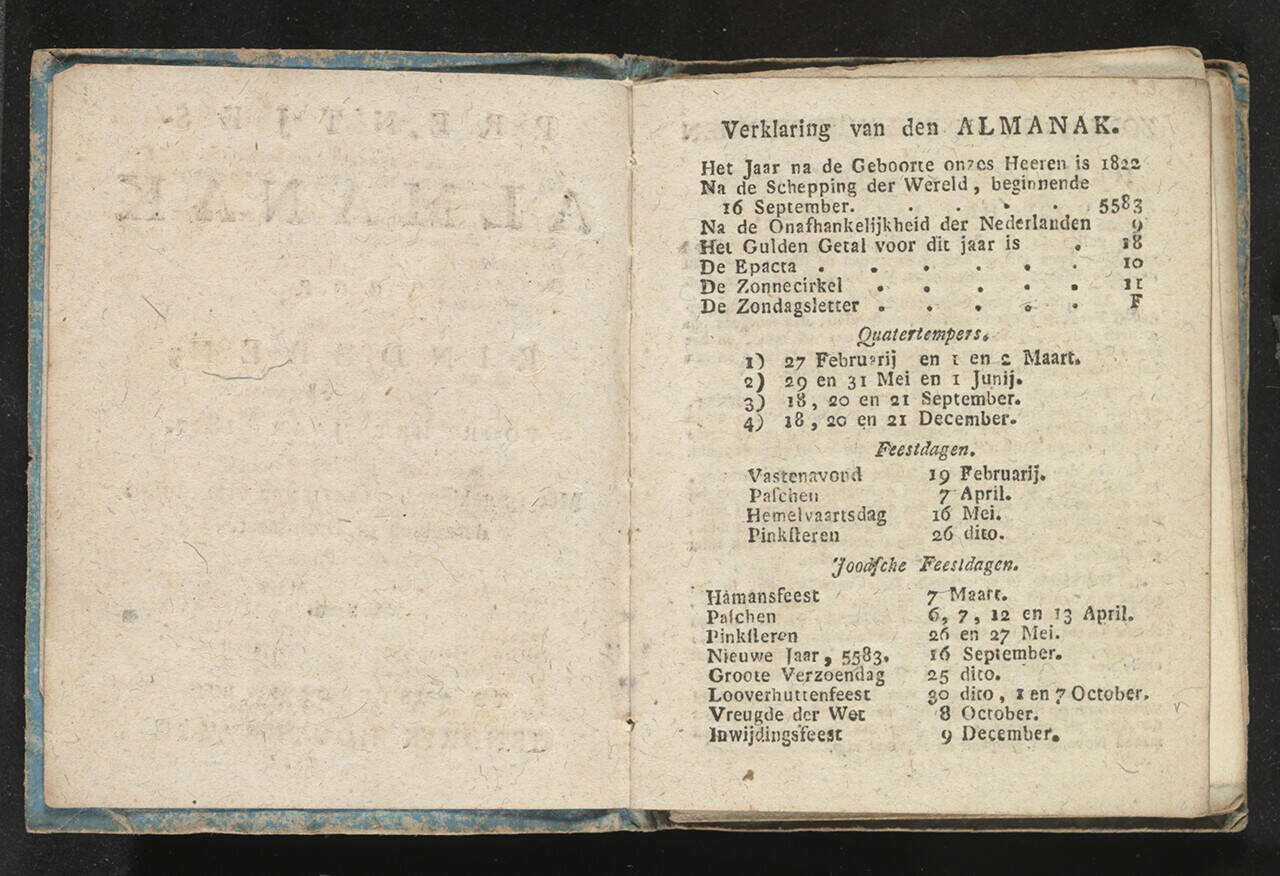 PRENTJES-
ALMANAK
KINDEREN,
Verklaring van den ALMANAK.
Het Jaar na de Geboorte onzes Heeren is 1822
Na de Schepping der Wereld, beginnende
16 September. . . . . 5583
Na de Onafhankelijkheid der Nederlanden 9
Het Gulden Getal voor dit jaar is . 18
De Epacta . . . . . . 10
De Zonnecirkel . . . . . 11
De Zondagsletter . . . . . F
Quatertempers.
1) 27 Februarij en 1 en 2 Maart.
2) 29 en 31 Mei en 1 Junij.
3) 18, 20 en 21 September.
4) 18, 20 en 21 December.
Feestdagen.
Vastenavond 19 Februarij.
Paſchen 7 April.
Hemelvaartsdag 16 Mei.
Pinkſteren 26 dito.
Joodſche Feestdagen.
Hamansfeest 7 Maart.
Paſchen 6, 7, 12 en 13 April.
Pinkſteren 26 en 27 Mei.
Nieuwe Jaar, 5583. 16 September.
Groote Verzoendag 25 dito.
Looverhuttenfeest 30 dito, 1 en 7 October.
Vreugde der Wet 8 October.
Inwijdingsfeest 9 December.